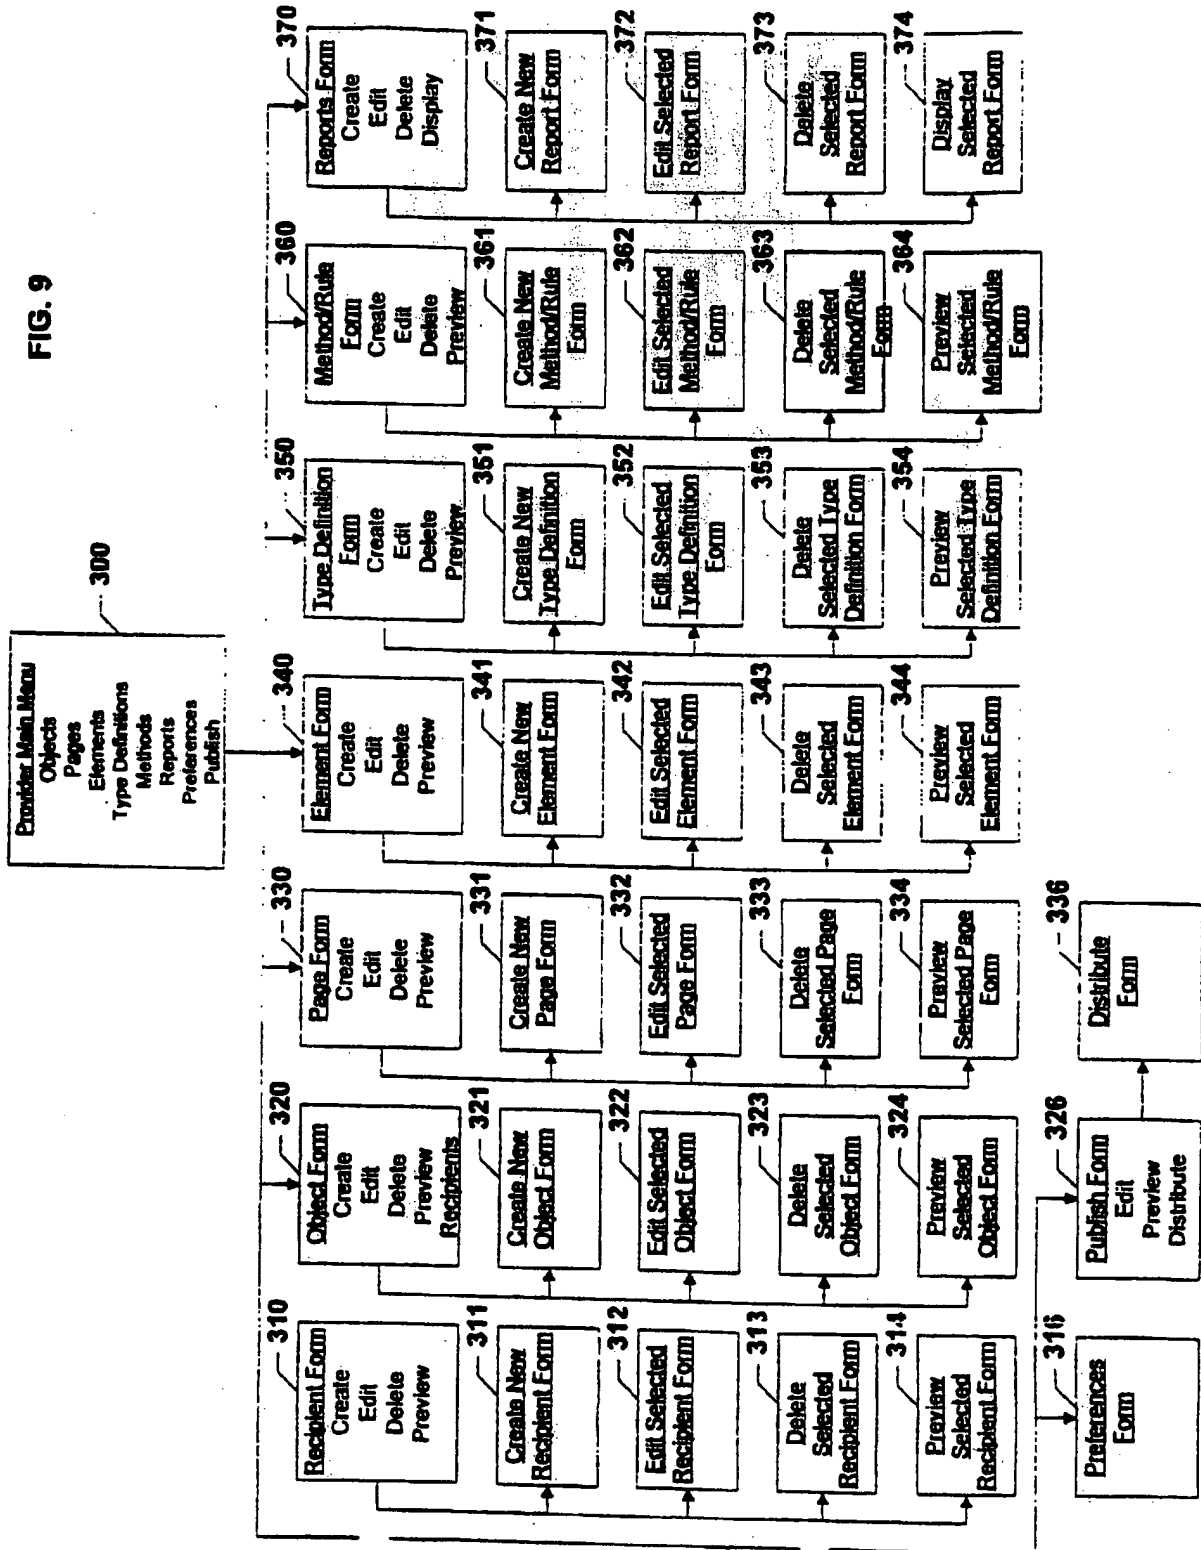 FIG. 9
300
Provider Main Menu
Objects
Pages
Elements
Type Definitions
Methods
Reports
Preferences
Publish
310
Recipient Form
Create
Edit
Delete
Preview
320
Object Form
Create
Edit
Delete
Preview
Recipients
330
Page Form
Create
Edit
Delete
Preview
340
Element Form
Create
Edit
Delete
Preview
350
Type Definition
Form
Create
Edit
Delete
Preview
360
Method/Rule
Form
Create
Edit
Delete
Preview
370
Reports Form
Create
Edit
Delete
Display
311
Create New
Recipient Form
321
Create New
Object Form
331
Create New
Page Form
341
Create New
Element Form
351
Create New
Type Definition
Form
361
Create New
Method/Rule
Form
371
Create New
Report Form
312
Edit Selected
Recipient Form
322
Edit Selected
Object Form
332
Edit Selected
Page Form
342
Edit Selected
Element Form
352
Edit Selected
Type Definition
Form
362
Edit Selected
Method/Rule
Form
372
Edit Selected
Report Form
313
Delete
Selected
Recipient Form
323
Delete
Selected
Object Form
333
Delete
Selected Page
Form
343
Delete
Selected
Element Form
353
Delete
Selected Type
Definition Form
363
Delete
Selected
Method/Rule
Form
373
Delete
Selected
Report Form
314
Preview
Selected
Recipient Form
324
Preview
Selected
Object Form
334
Preview
Selected Page
Form
344
Preview
Selected
Element Form
354
Preview
Selected Type
Definition Form
364
Preview
Selected
Method/Rule
Form
374
Display
Selected
Report Form
316
Preferences
Form
326
Publish Form
Edit
Preview
Distribute
336
Distribute
Form